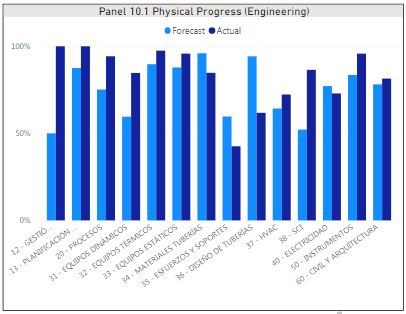 Panel 10.1 Physical Progress (Engineering)
Forecast Actual
100%
50%
0%
12 - GESTIÓ...
13 - PLANIFICACIÓN ...
20 - PROCESOS
31 - EQUIPOS DINÁMICOS
32 - EQUIPOS TÉRMICOS
33 - EQUIPOS ESTÁTICOS
34 - MATERIALES TUBERÍAS
35 - ESFUERZOS Y SOPORTES
36 - DISEÑO DE TUBERÍAS
37 - HVAC
38 - SCI
40 - ELECTRICIDAD
50 - INSTRUMENTOS
60 - CIVIL Y ARQUITECTURA